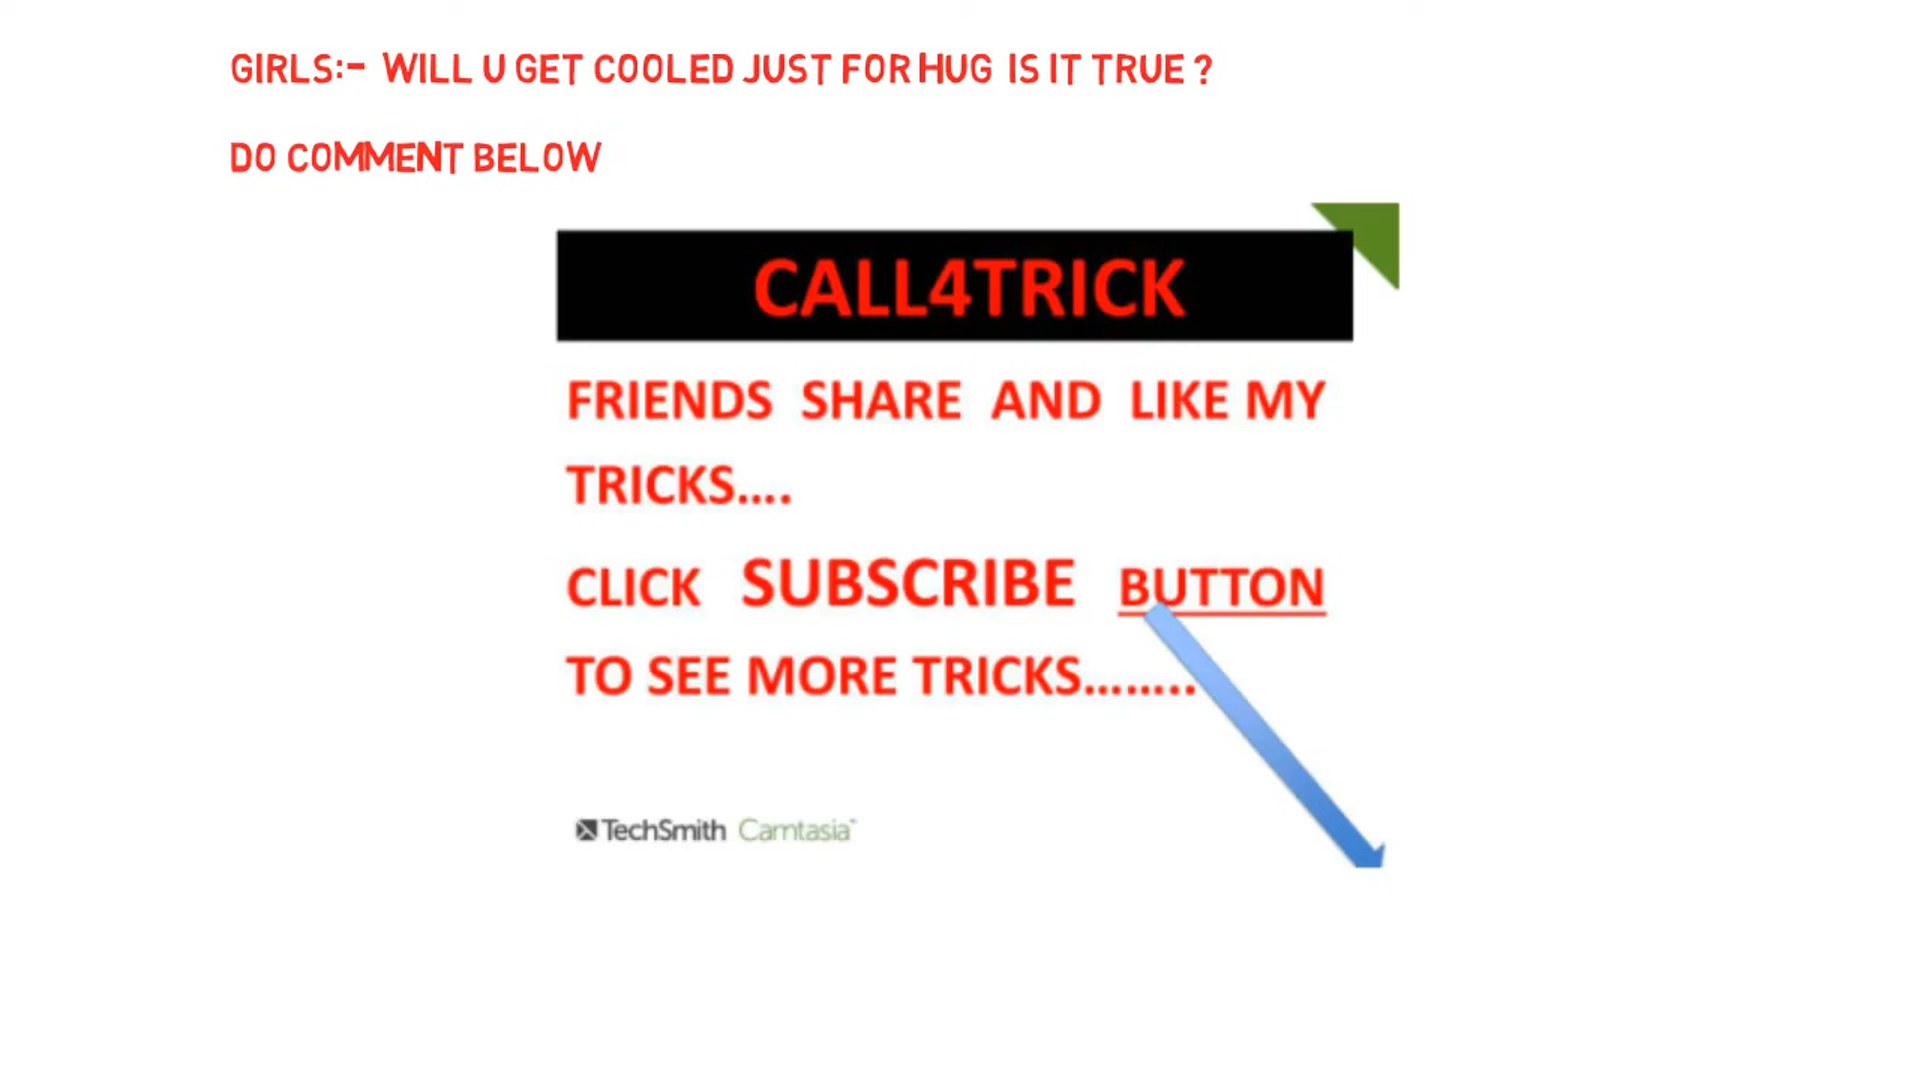 GIRLS:- WILL U GET COOLED JUST FOR HUG IS IT TRUE ?
DO COMMENT BELOW
CALL4TRICK
FRIENDS SHARE AND LIKE MY
TRICKS....
CLICK SUBSCRIBE BUTTON
TO SEE MORE TRICKS........
TechSmith Camtasia™